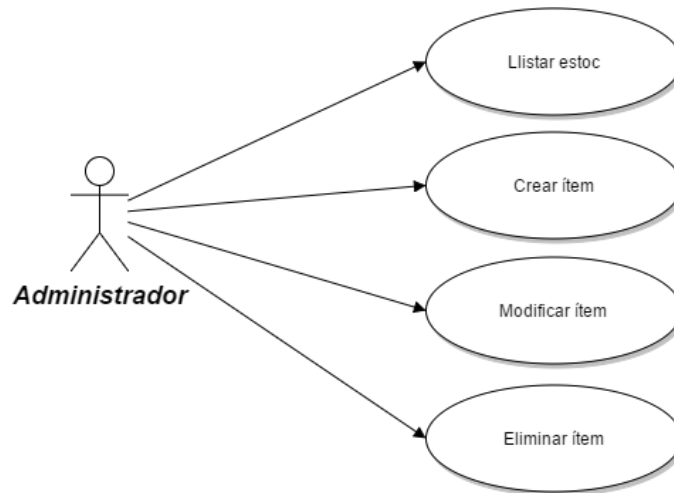 Llistar estoc
Crear ítem
Administrador
Modificar ítem
Eliminar ítem